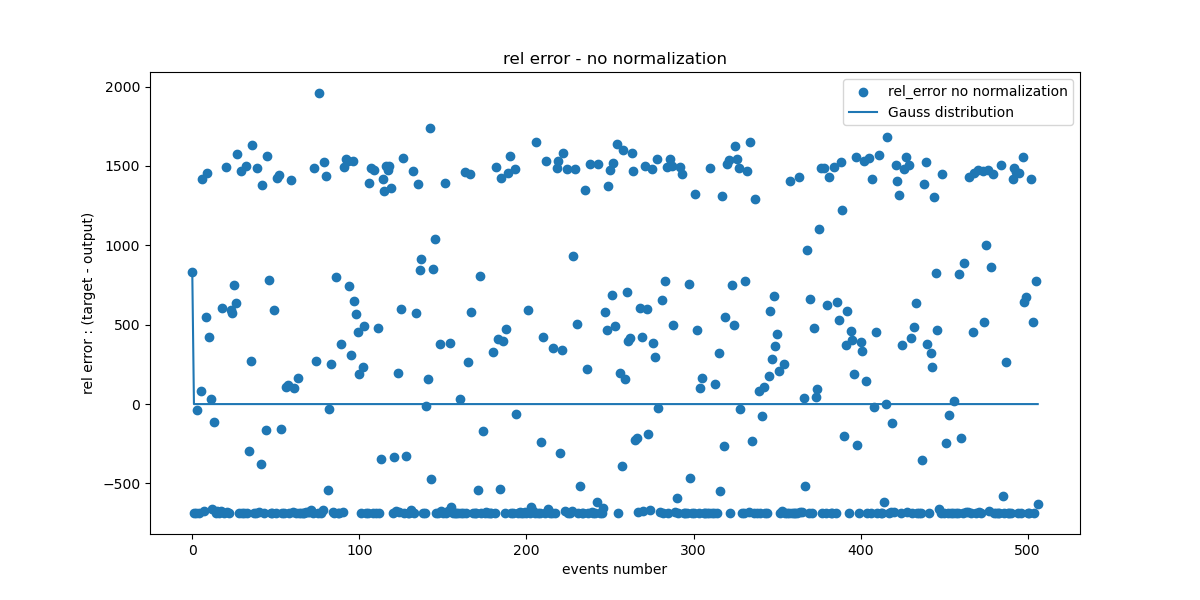 rel error - no normalization
rel_error no normalization
Gauss distribution
2000
1500
1000
500
0
−500
rel error : (target - output)
0
100
200
300
400
500
events number